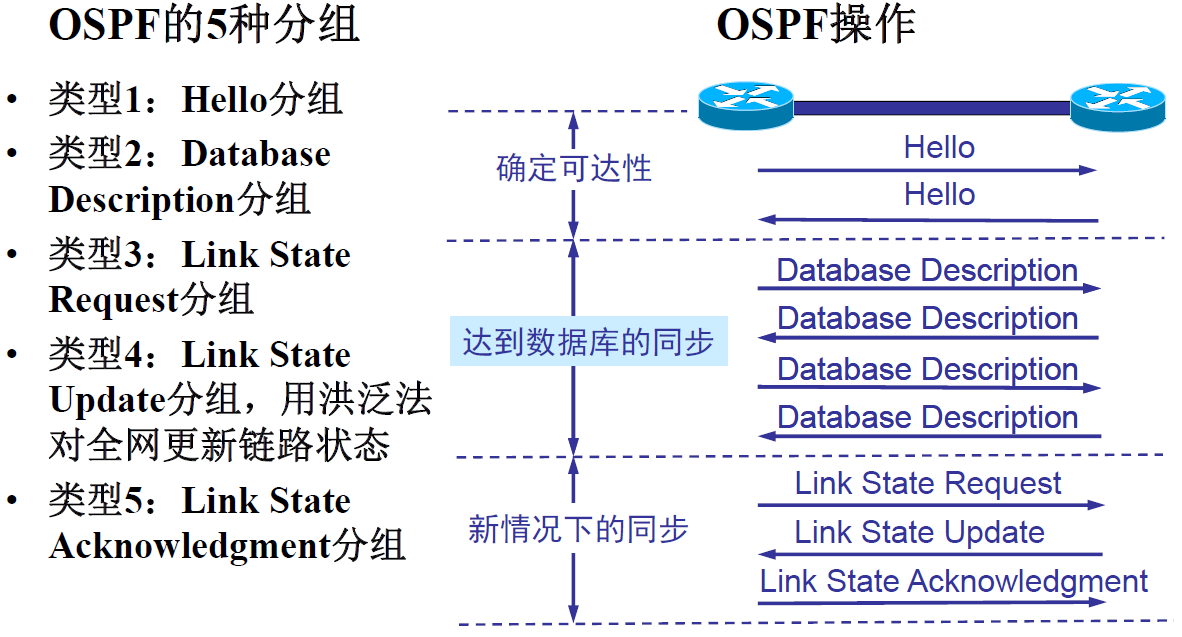 OSPF的5种分组
• 类型1：Hello分组
• 类型2：Database
Description分组
• 类型3：Link State
Request分组
• 类型4：Link State
Update分组，用洪泛法
对全网更新链路状态
• 类型5：Link State
Acknowledgment分组
OSPF操作
确定可达性
Hello
Hello
达到数据库的同步
Database Description
Database Description
Database Description
Database Description
新情况下的同步
Link State Request
Link State Update
Link State Acknowledgment